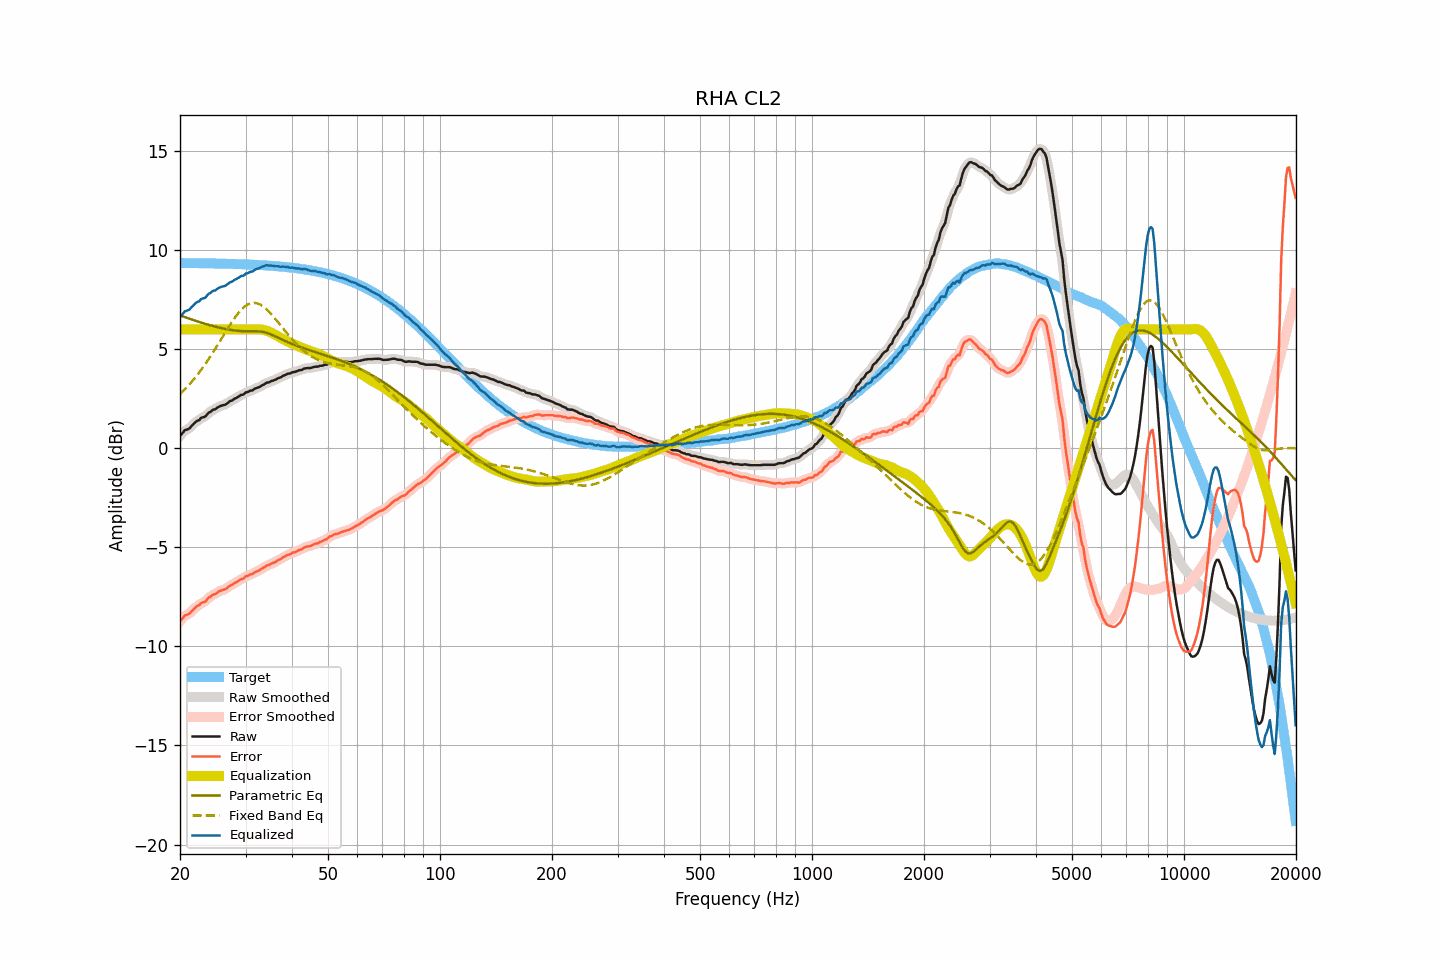 RHA CL2
15
10
5
0
−5
−10
−15
−20
Amplitude (dBr)
Target
Raw Smoothed
Error Smoothed
Raw
Error
Equalization
Parametric Eq
Fixed Band Eq
Equalized
20 50 100 200 500 1000 2000 5000 10000 20000
Frequency (Hz)